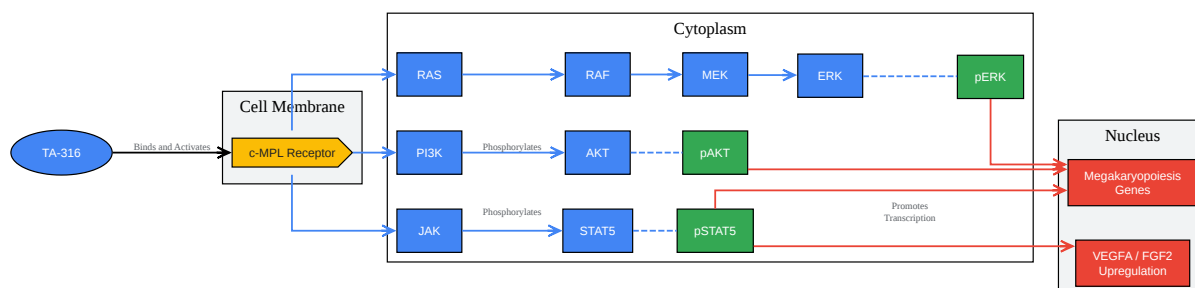 Cytoplasm
RAS
RAF
MEK
ERK
pERK
Cell Membrane
TA-316
Binds and Activates
c-MPL Receptor
PI3K
Phosphorylates
AKT
pAKT
Nucleus
Megakaryopoiesis
Genes
JAK
Phosphorylates
STAT5
pSTAT5
Promotes
Transcription
VEGFA / FGF2
Upregulation